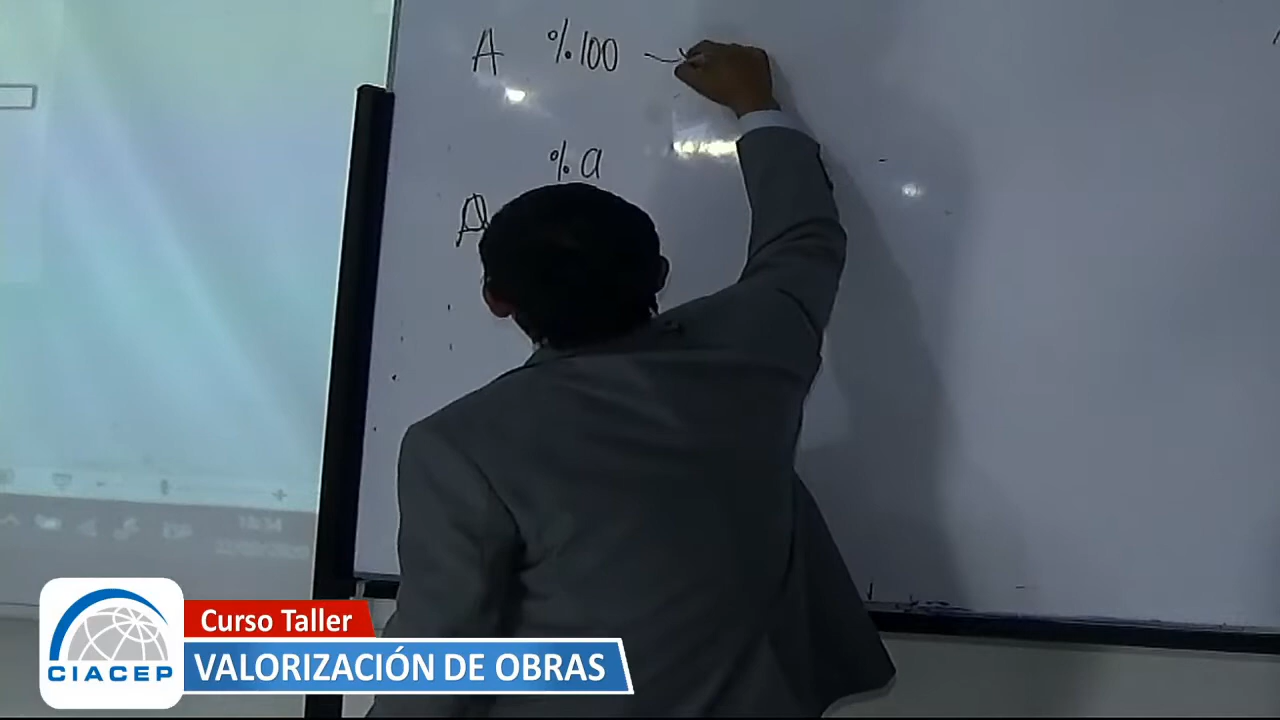 A %100
%a
Curso Taller
VALORIZACIÓN DE OBRAS
CIACEP